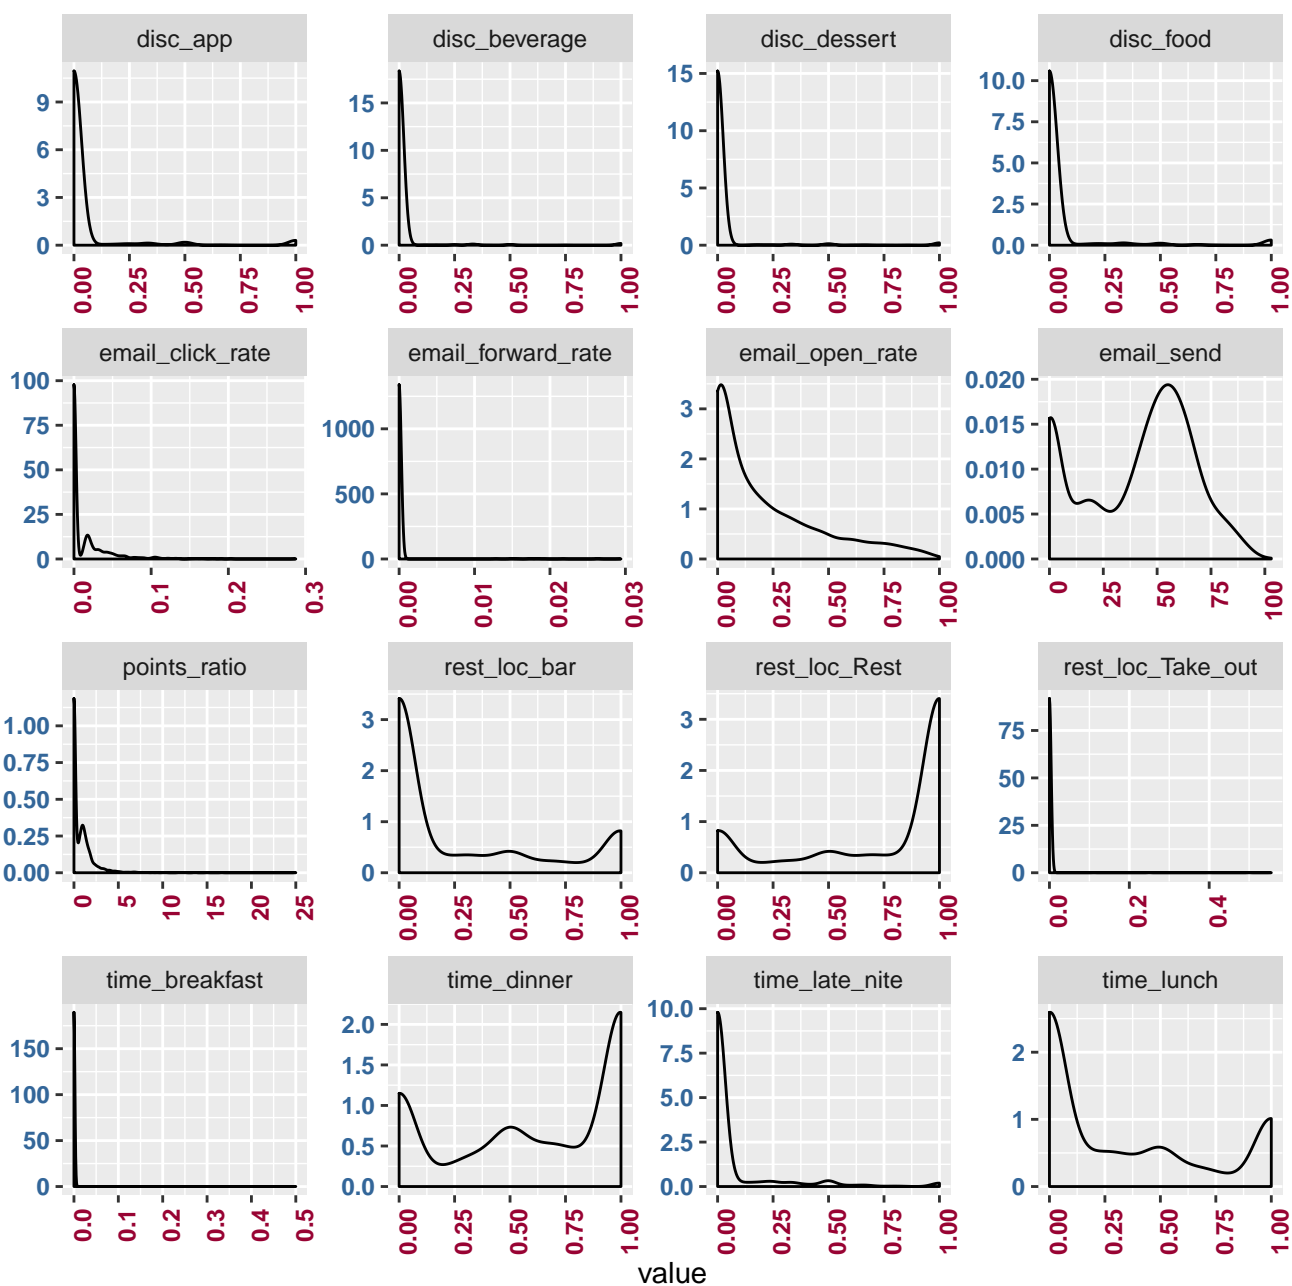 disc_app disc_beverage disc_dessert disc_food
9 15 15 10.0
6 10 10 7.5
3 5 5 5.0
0 0 0 2.5
0.0
0.00 0.25 0.50 0.75 1.00 0.00 0.25 0.50 0.75 1.00 0.00 0.25 0.50 0.75 1.00 0.00 0.25 0.50 0.75 1.00
email_click_rate email_forward_rate email_open_rate email_send
100 1000 3 0.020
75 500 2 0.015
50 0 1 0.010
25 0 0.005
0 0.000
0.0 0.1 0.2 0.3 0.00 0.01 0.02 0.03 0.00 0.25 0.50 0.75 1.00 0 25 50 75 100
points_ratio rest_loc_bar rest_loc_Rest rest_loc_Take_out
1.00 3 3 75
0.75 2 2 50
0.50 1 1 25
0.25 0 0 0
0.00
0 5 10 15 20 25 0.00 0.25 0.50 0.75 1.00 0.00 0.25 0.50 0.75 1.00 0.0 0.2 0.4
time_breakfast time_dinner time_late_nite time_lunch
150 2.0 10.0 2
100 1.5 7.5 1
50 1.0 5.0 0
0 0.5 2.5
0.0 0.0
0.0 0.1 0.2 0.3 0.4 0.5 0.00 0.25 0.50 0.75 1.00 0.00 0.25 0.50 0.75 1.00 0.00 0.25 0.50 0.75 1.00
value